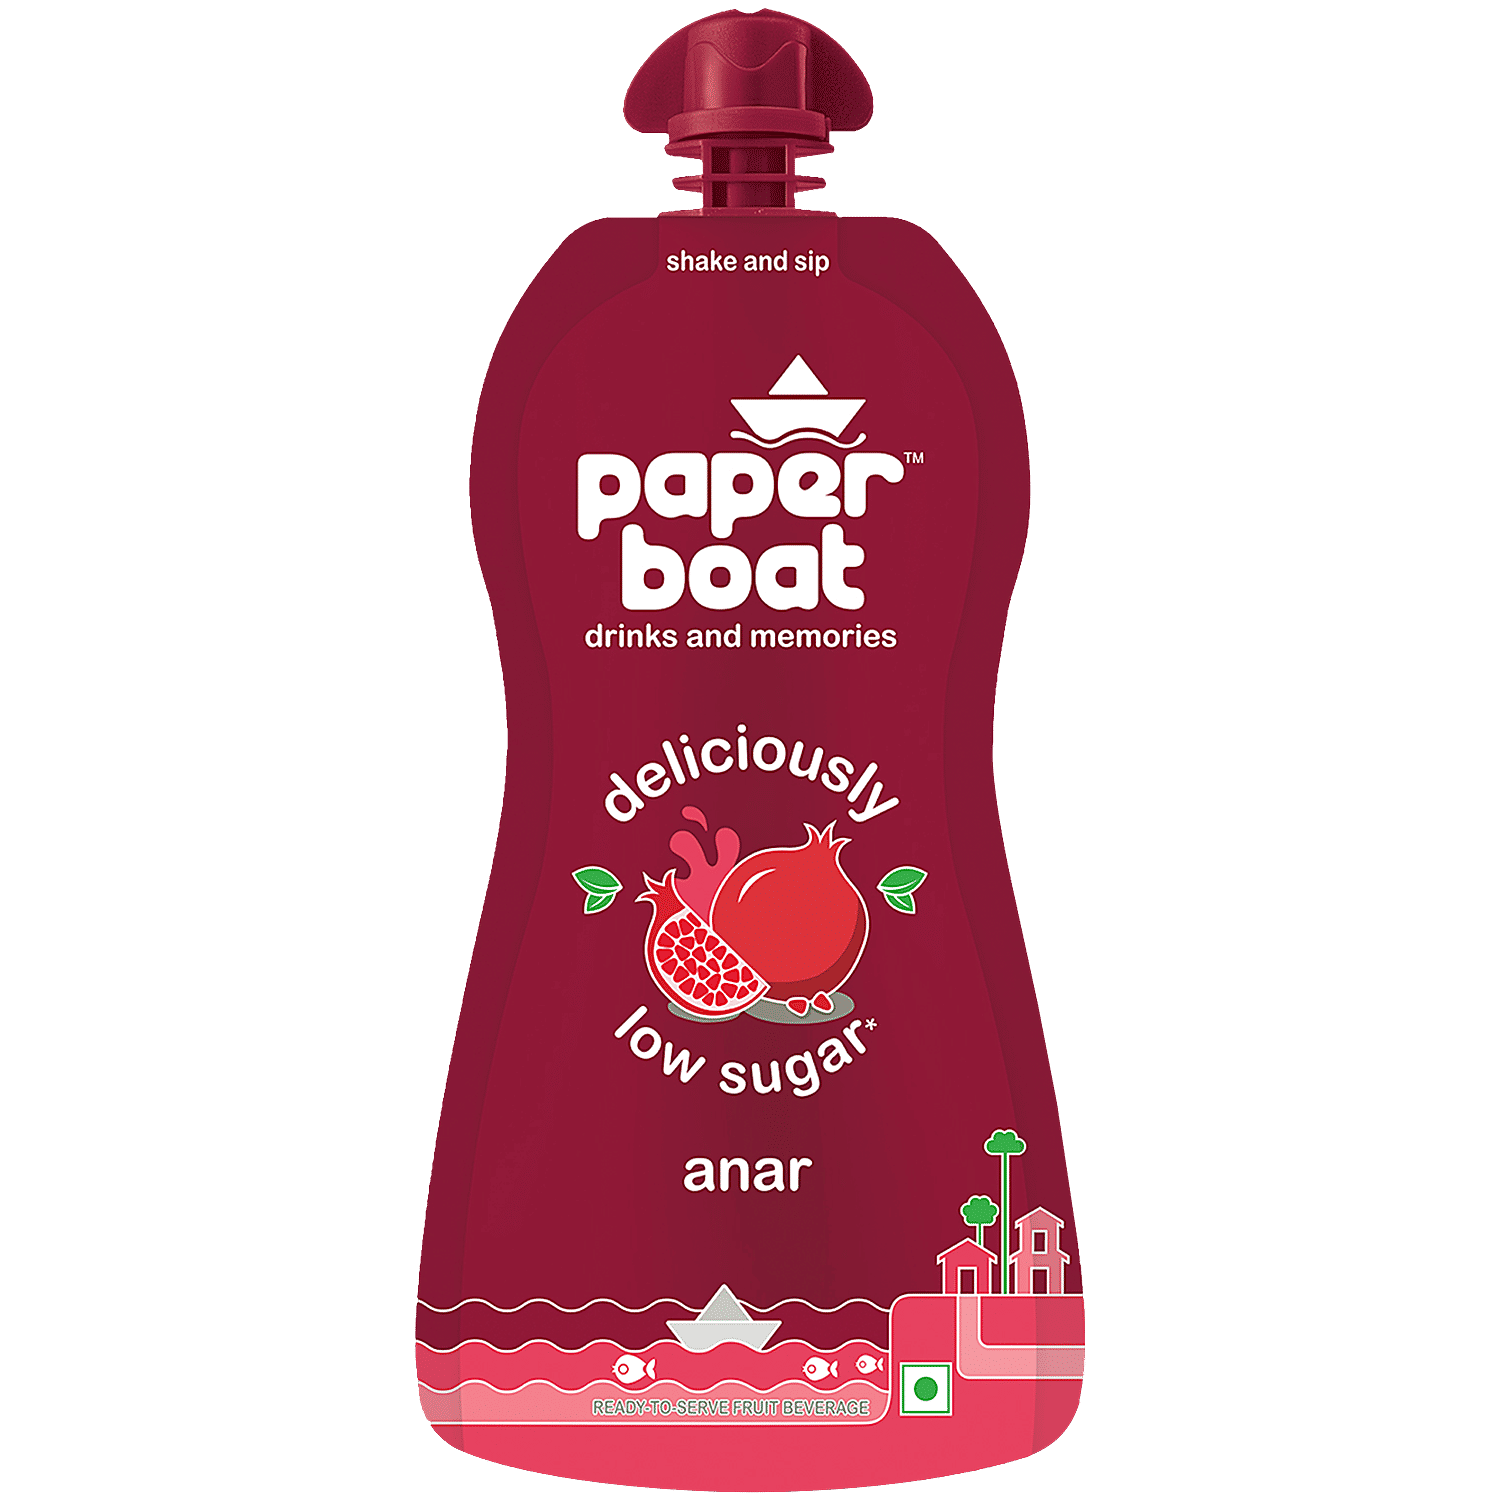 shake and sip
paper™
boat
drinks and memories
deliciously
low sugar*
anar
READY-TO-SERVE FRUIT BEVERAGE